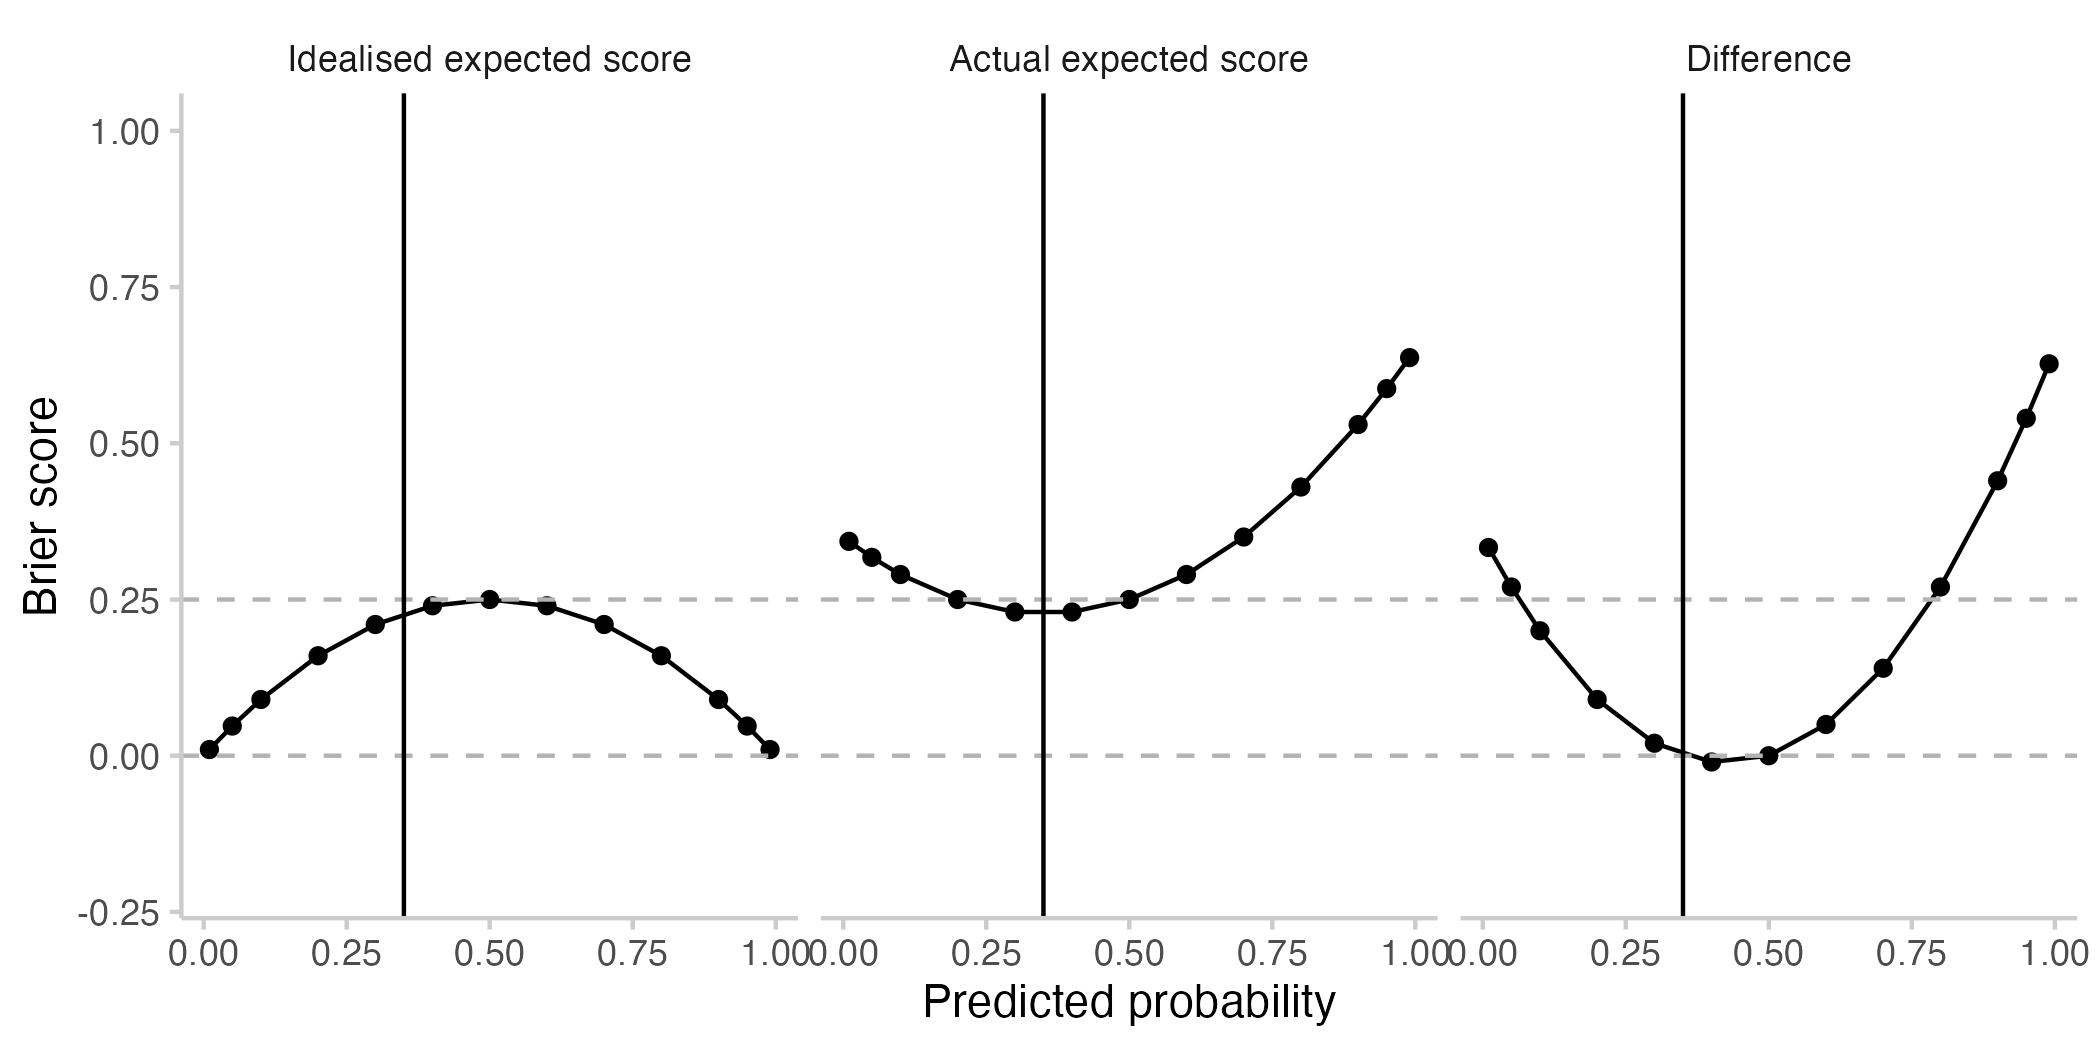 Idealised expected score
Actual expected score
Difference
Brier score
1.00
0.75
0.50
0.25
0.00
-0.25
0.00 0.25 0.50 0.75 1.00
0.00 0.25 0.50 0.75 1.00
0.00 0.25 0.50 0.75 1.00
Predicted probability